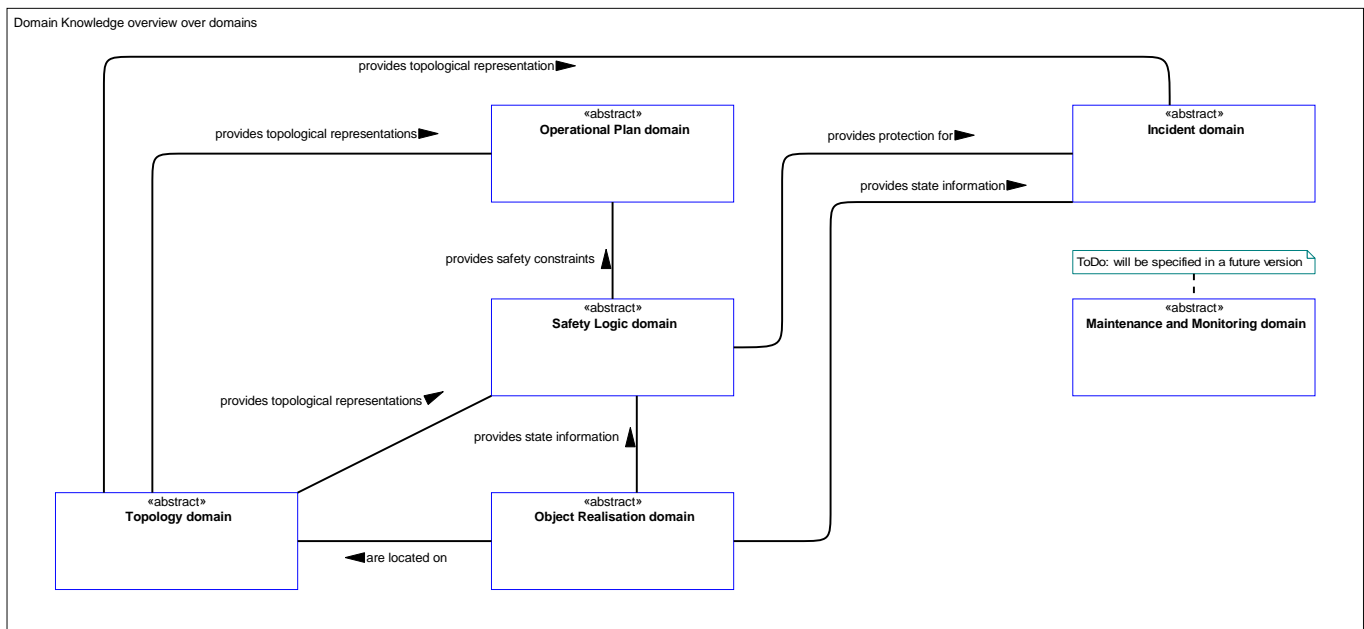 Domain Knowledge overview over domains
provides topological representation
«abstract»
Operational Plan domain
«abstract»
Incident domain
provides topological representations
provides protection for
provides state information
provides safety constraints
ToDo: will be specified in a future version
«abstract»
Safety Logic domain
«abstract»
Maintenance and Monitoring domain
provides topological representations
provides state information
«abstract»
Topology domain
«abstract»
Object Realisation domain
are located on